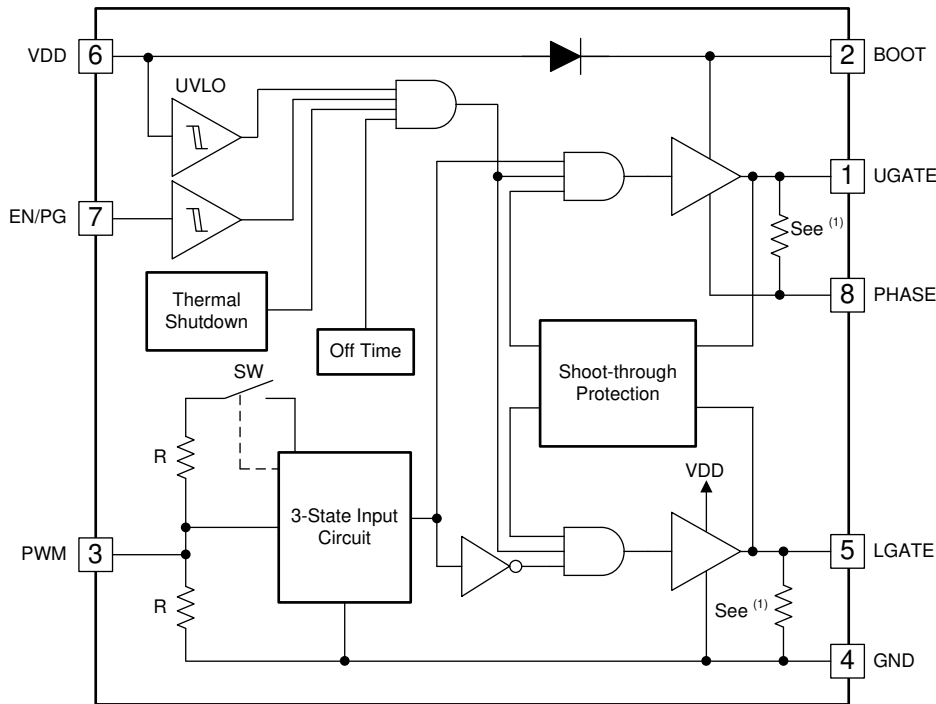 VDD
6
2
BOOT
UVLO
1
UGATE
EN/PG
7
See (1)
8
PHASE
Thermal
Shutdown
Off Time
Shoot-through
Protection
SW
R
VDD
3-State Input
Circuit
PWM
3
5
LGATE
R
See (1)
4
GND